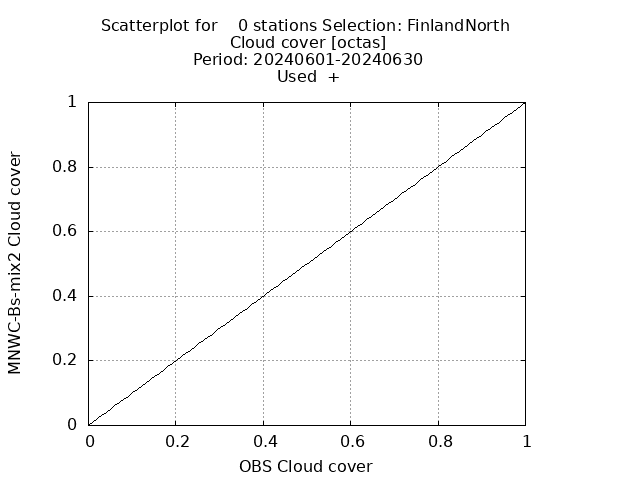 Scatterplot for    0 stations Selection: FinlandNorth
Cloud cover [octas]
Period: 20240601-20240630
Used  +
1
0.8
0.6
0.4
0.2
0
MNWC-Bs-mix2 Cloud cover
0 0.2 0.4 0.6 0.8 1
OBS Cloud cover